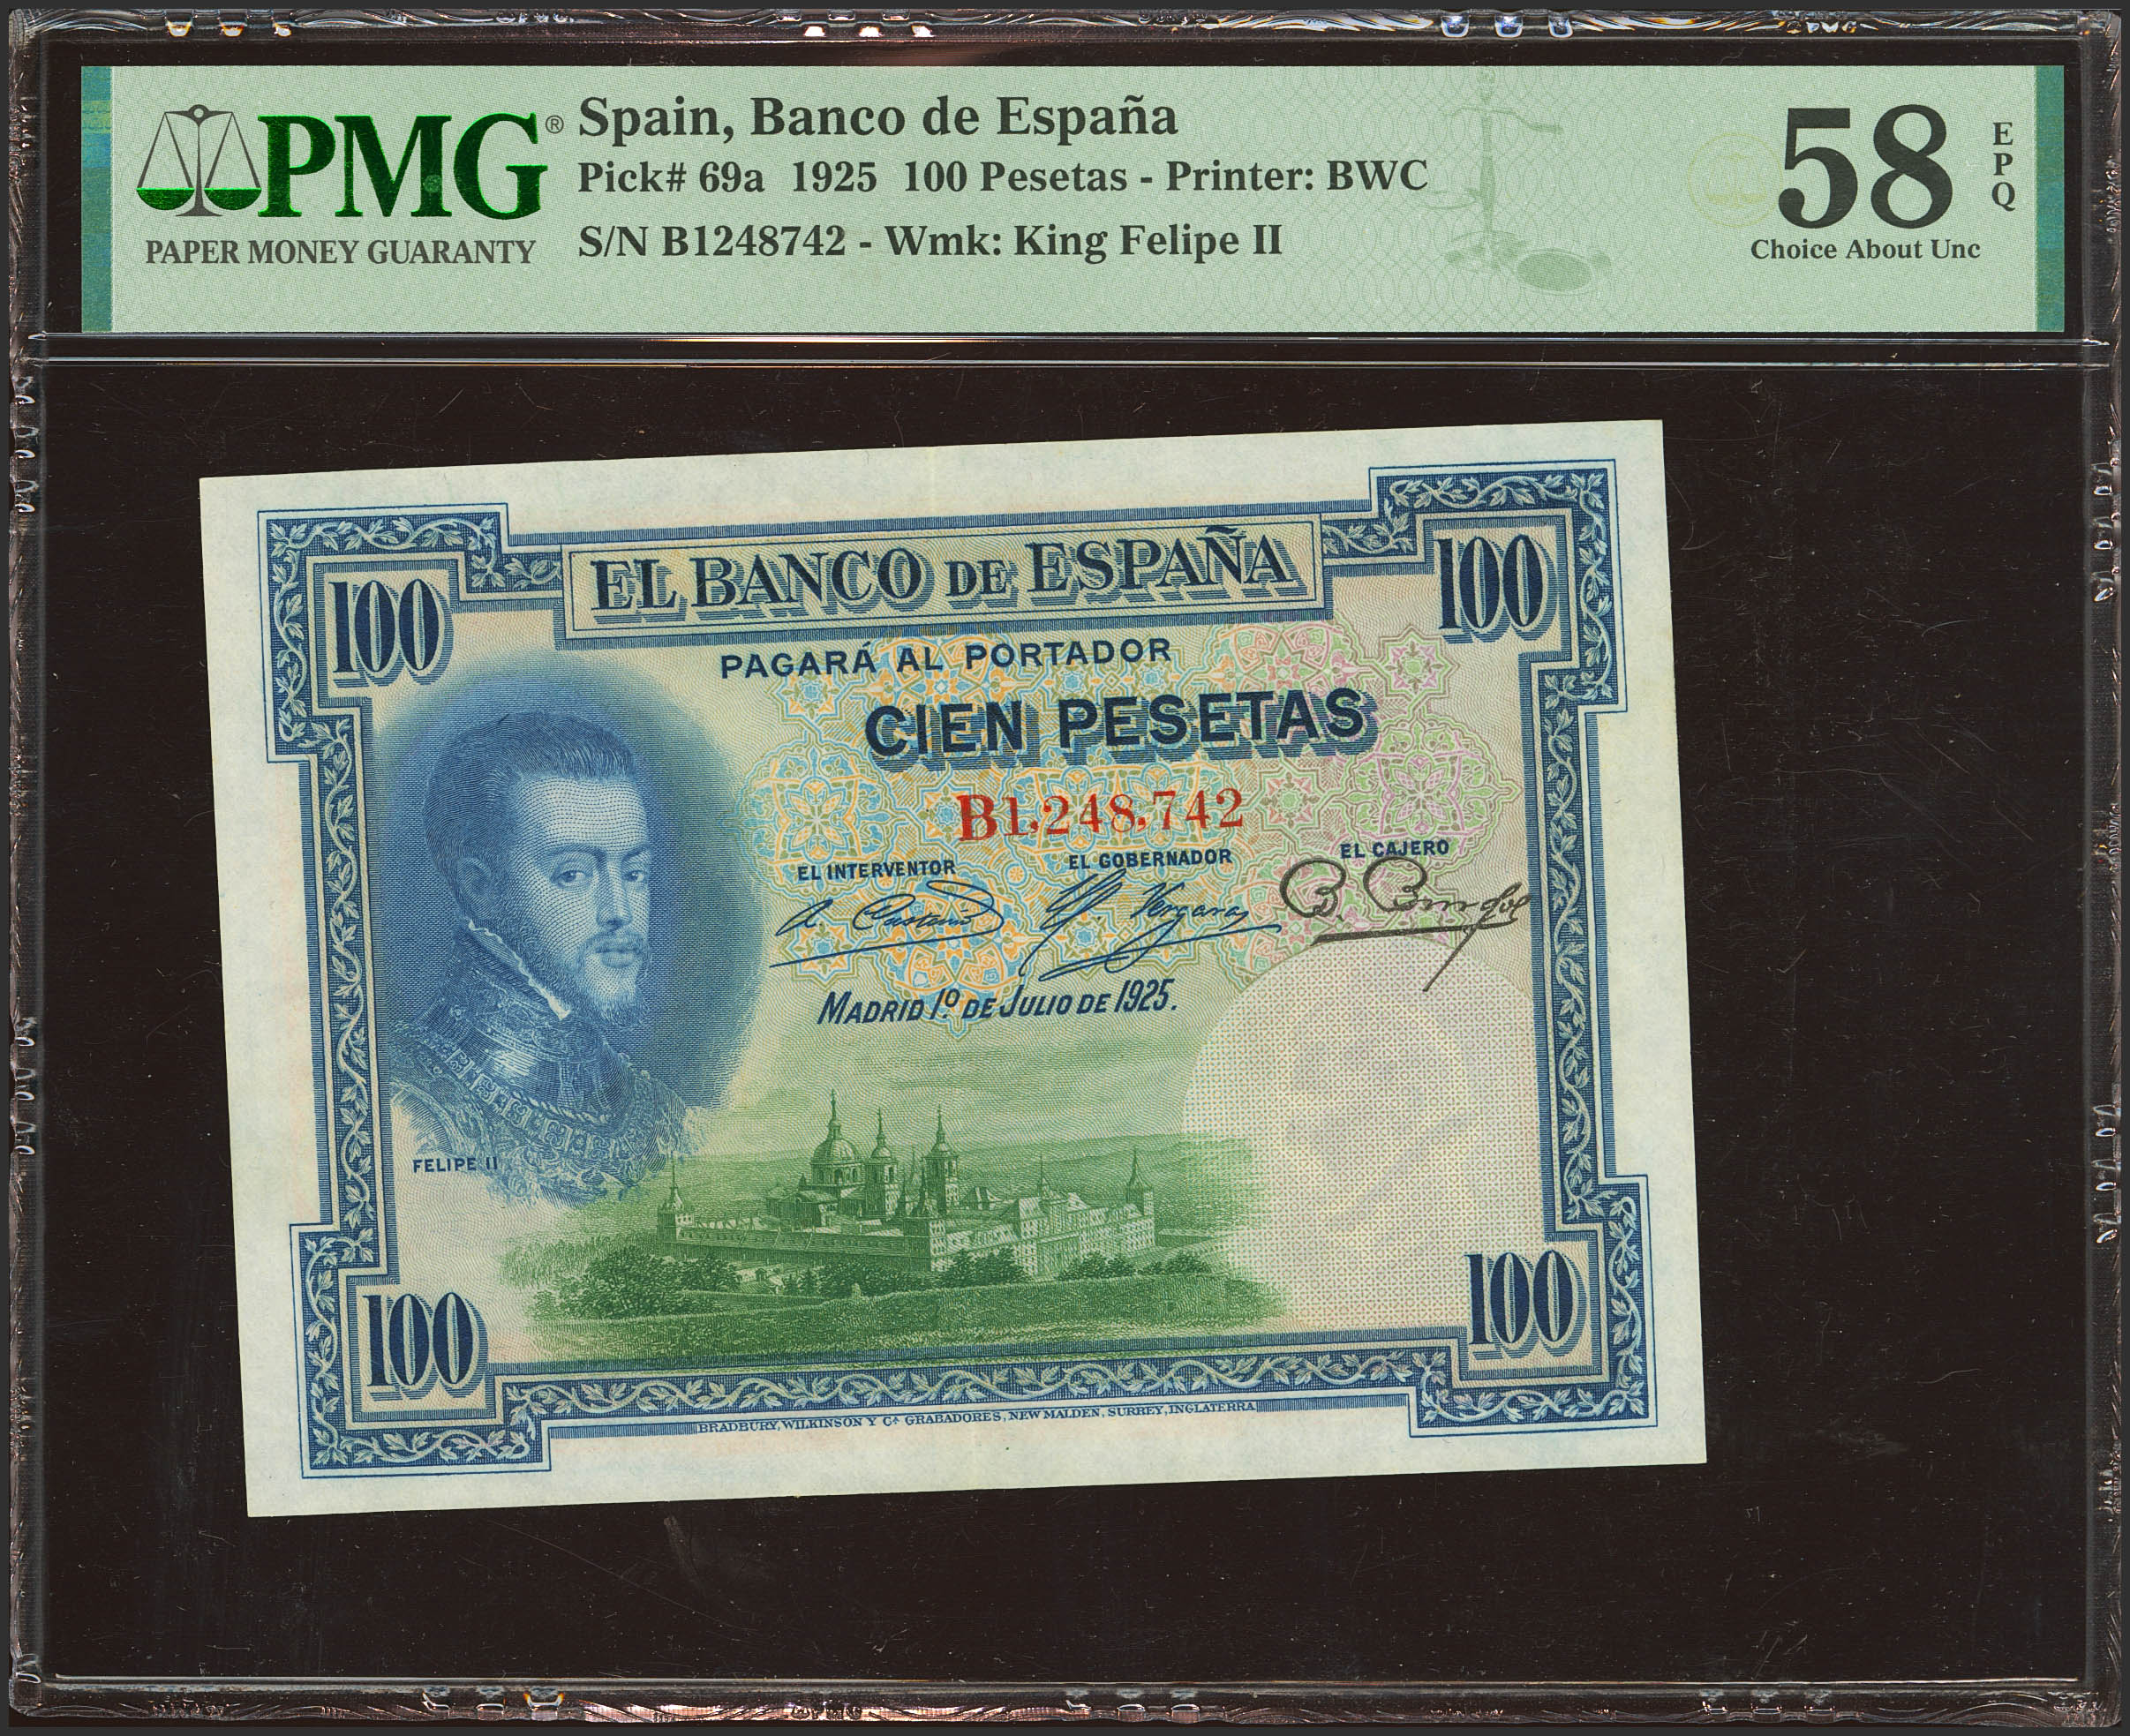 PMG®
PAPER MONEY GUARANTY
Spain, Banco de España
Pick# 69a 1925 100 Pesetas - Printer: BWC
S/N B1248742 - Wmk: King Felipe II
58
EPQ
Choice About Unc
100
EL BANCO DE ESPAÑA
100
PAGARÁ AL PORTADOR
CIEN PESETAS
B1,248,742
EL INTERVENTOR
EL GOBERNADOR
EL CAJERO
MADRID 1º DE JULIO DE 1925.
FELIPE II
100
100
BRADBURY, WILKINSON Y Cª GRABADORES, NEW MALDEN, SURREY, INGLATERRA